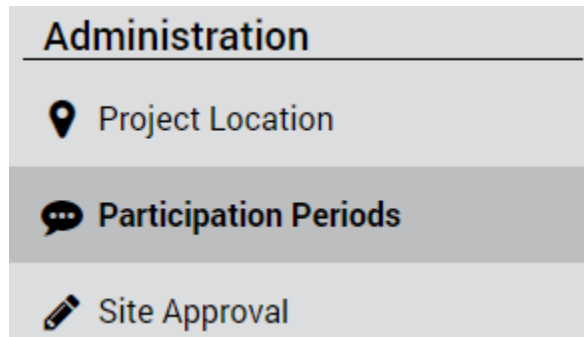 Administration
Project Location
Participation Periods
Site Approval